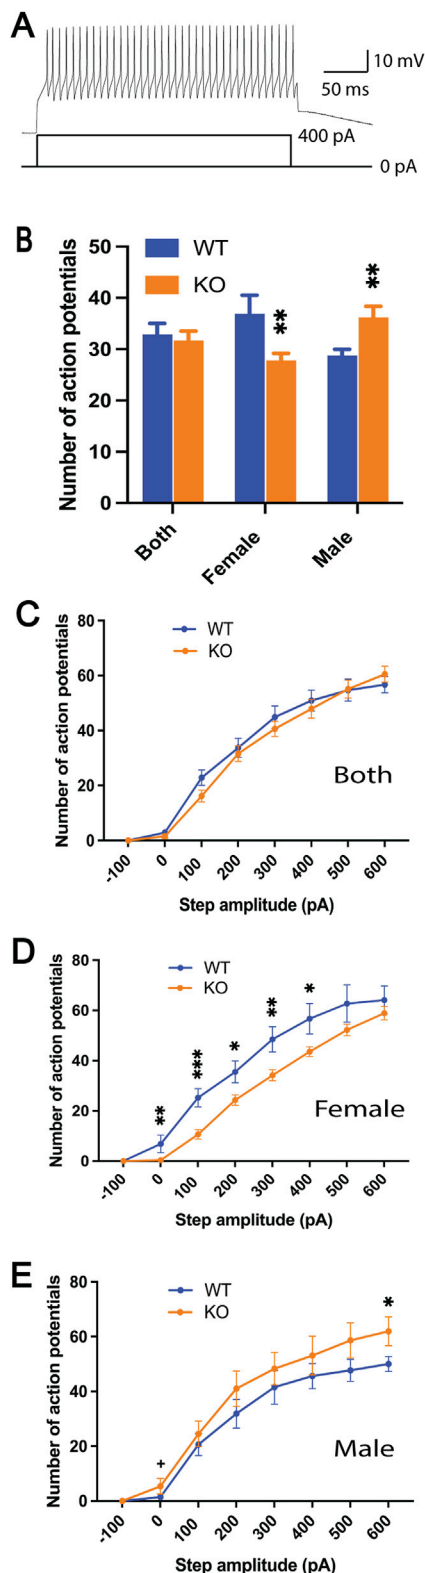 A
10 mV
50 ms
400 pA
0 pA
B
WT
KO
Number of action potentials
50
40
30
20
10
0
**
**
Both
Female
Male
C
WT
KO
Number of action potentials
80
60
40
20
0
Both
-100
0
100
200
300
400
500
600
Step amplitude (pA)
D
WT
KO
Number of action potentials
80
60
40
20
0
**
***
*
**
*
Female
-100
0
100
200
300
400
500
600
Step amplitude (pA)
E
WT
KO
Number of action potentials
80
60
40
20
0
+
*
Male
-100
0
100
200
300
400
500
600
Step amplitude (pA)